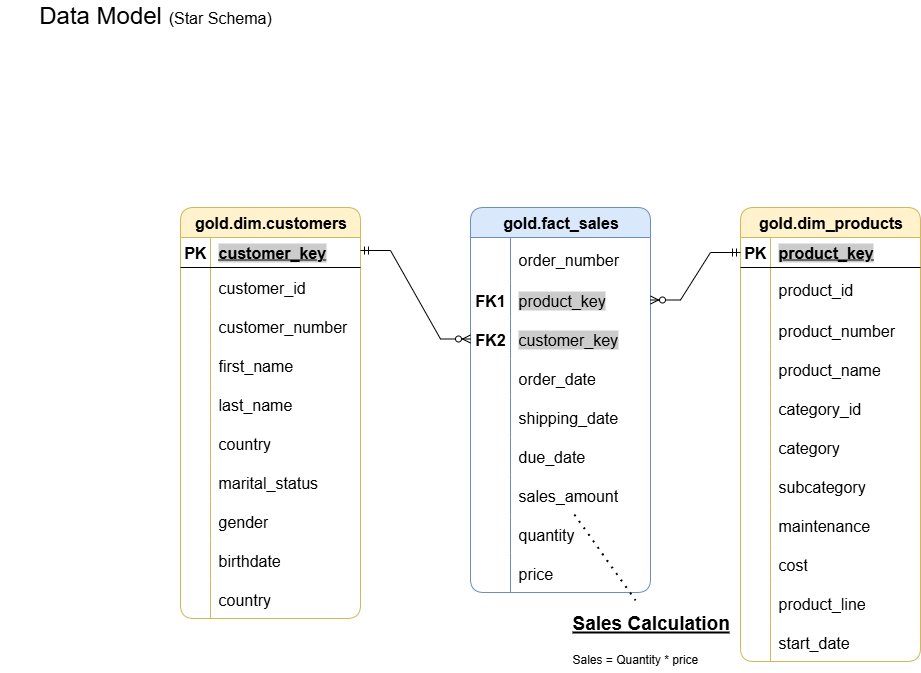 Data Model (Star Schema)
gold.dim.customers
PK customer_key
customer_id
customer_number
first_name
last_name
country
marital_status
gender
birthdate
country
gold.fact_sales
order_number
FK1 product_key
FK2 customer_key
order_date
shipping_date
due_date
sales_amount
quantity
price
Sales Calculation
Sales = Quantity * price
gold.dim_products
PK product_key
product_id
product_number
product_name
category_id
category
subcategory
maintenance
cost
product_line
start_date